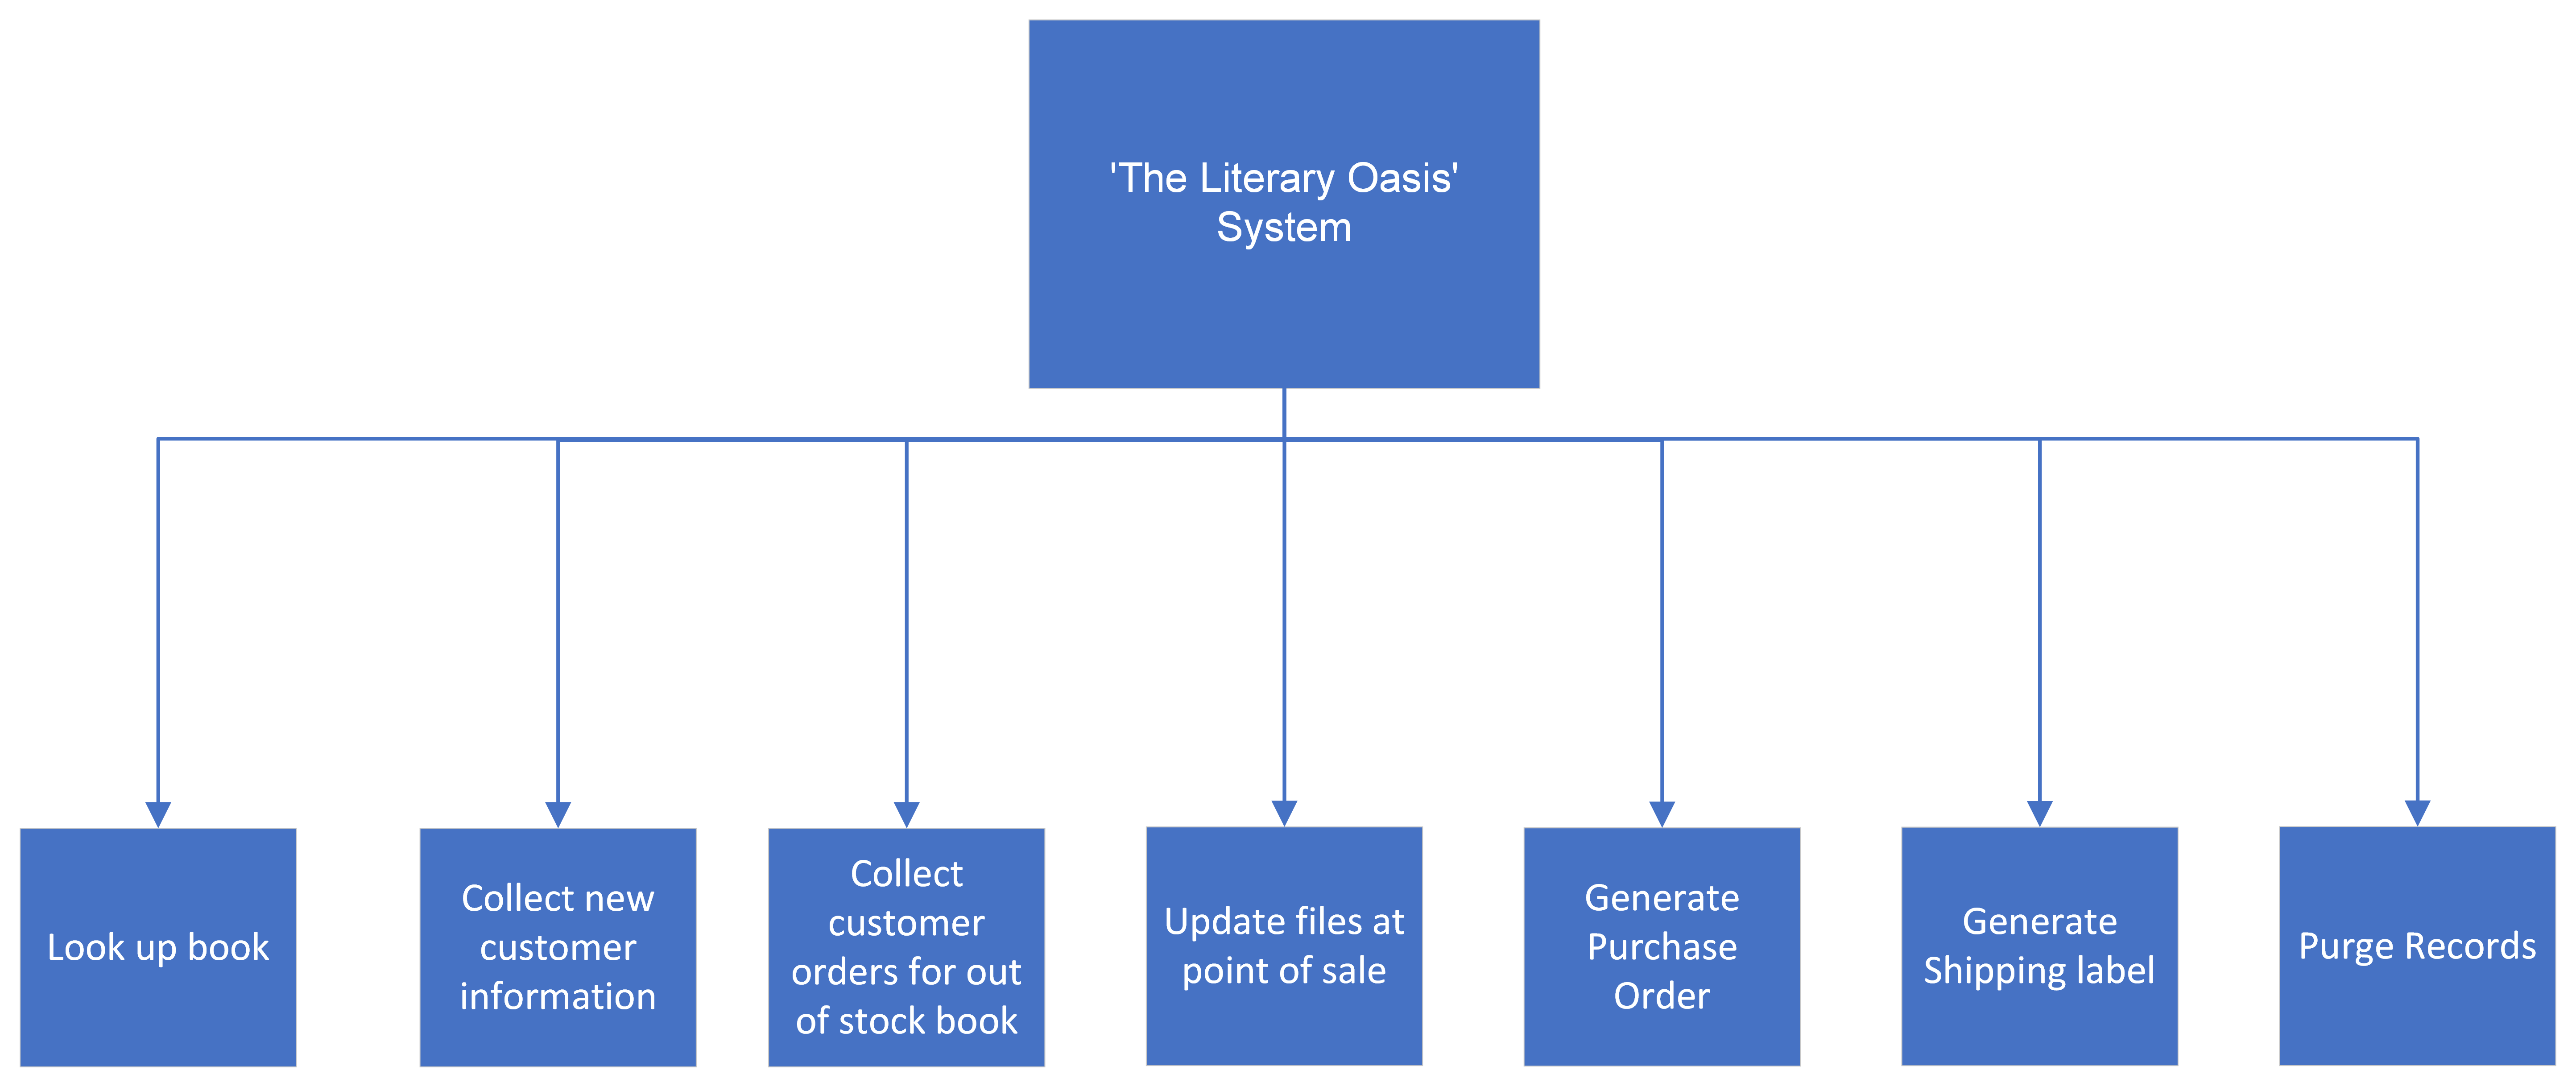 'The Literary Oasis'
System
Look up book
Collect new
customer
information
Collect
customer
orders for out
of stock book
Update files at
point of sale
Generate
Purchase
Order
Generate
Shipping label
Purge Records